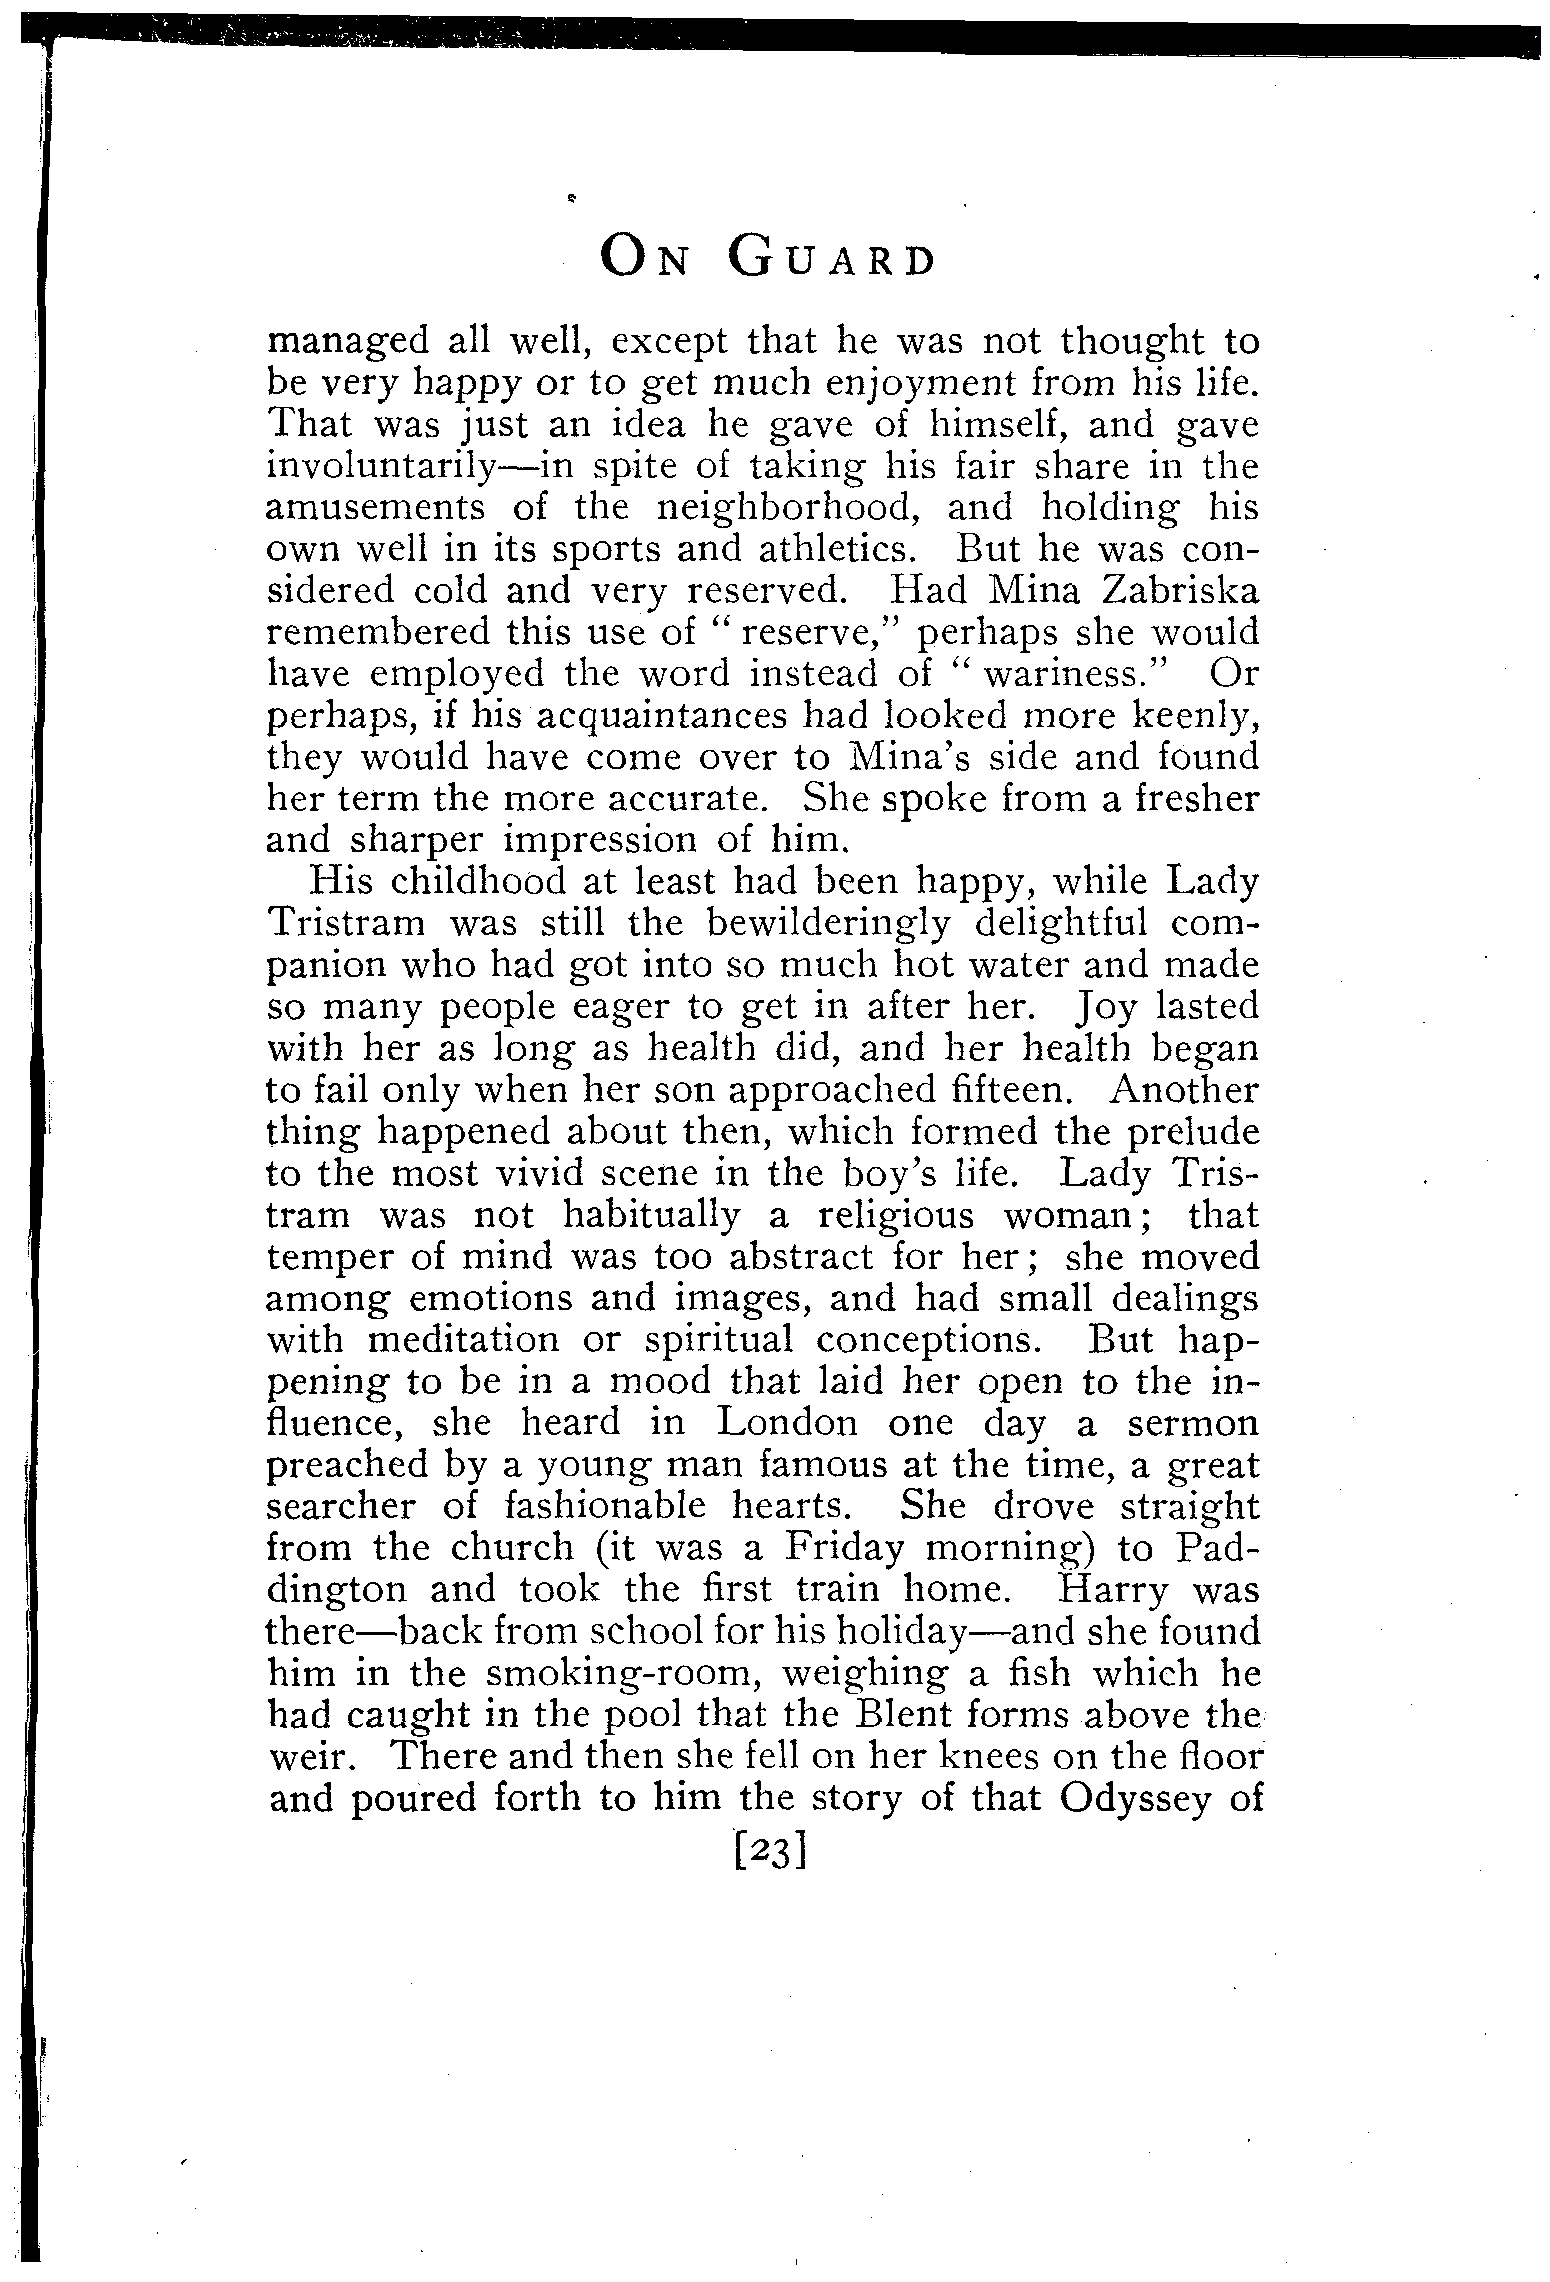 On Guard
managed all well, except that he was not thought to
be very happy or to get much enjoyment from his life.
That was just an idea he gave of himself, and gave
involuntarily—in spite of taking his fair share in the
amusements of the neighborhood, and holding his
own well in its sports and athletics. But he was con-
sidered cold and very reserved. Had Mina Zabriska
remembered this use of " reserve," perhaps she would
have employed the word instead of " wariness." Or
perhaps, if his acquaintances had looked more keenly,
they would have come over to Mina's side and found
her term the more accurate. She spoke from a fresher
and sharper impression of him.
His childhood at least had been happy, while Lady
Tristram was still the bewilderingly delightful com-
panion who had got into so much hot water and made
so many people eager to get in after her. Joy lasted
with her as long as health did, and her health began
to fail only when her son approached fifteen. Another
thing happened about then, which formed the prelude
to the most vivid scene in the boy's life. Lady Tris-
tram was not habitually a religious woman; that
temper of mind was too abstract for her; she moved
among emotions and images, and had small dealings
with meditation or spiritual conceptions. But hap-
pening to be in a mood that laid her open to the in-
fluence, she heard in London one day a sermon
preached by a young man famous at the time, a great
searcher of fashionable hearts. She drove straight
from the church (it was a Friday morning) to Pad-
dington and took the first train home. Harry was
there—back from school for his holiday—and she found
him in the smoking-room, weighing a fish which he
had caught in the pool that the Blent forms above the
weir. There and then she fell on her knees on the floor
and poured forth to him the story of that Odyssey of
[23]